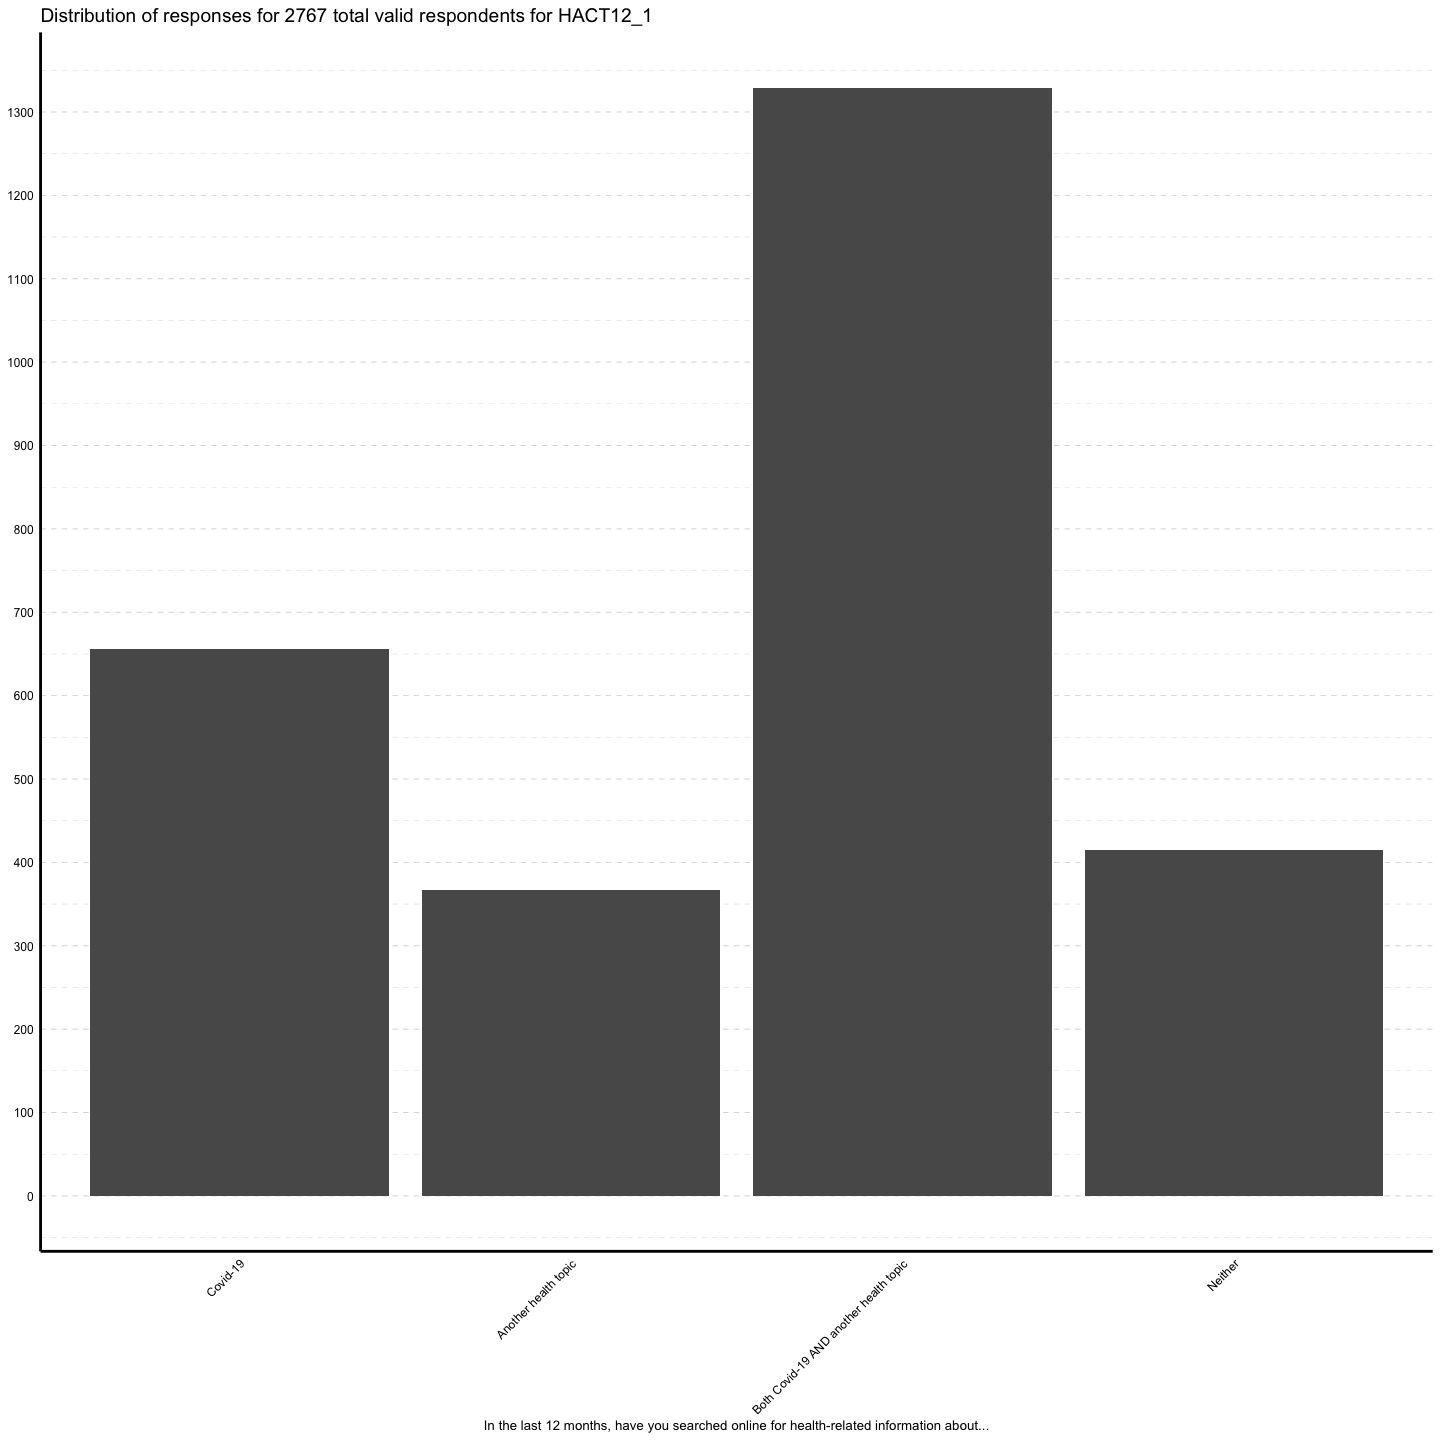 Distribution of responses for 2767 total valid respondents for HACT12_1
1300
1200
1100
1000
900
800
700
600
500
400
300
200
100
0
Covid-19
Another health topic
Both Covid-19 AND another health topic
Neither
In the last 12 months, have you searched online for health-related information about...